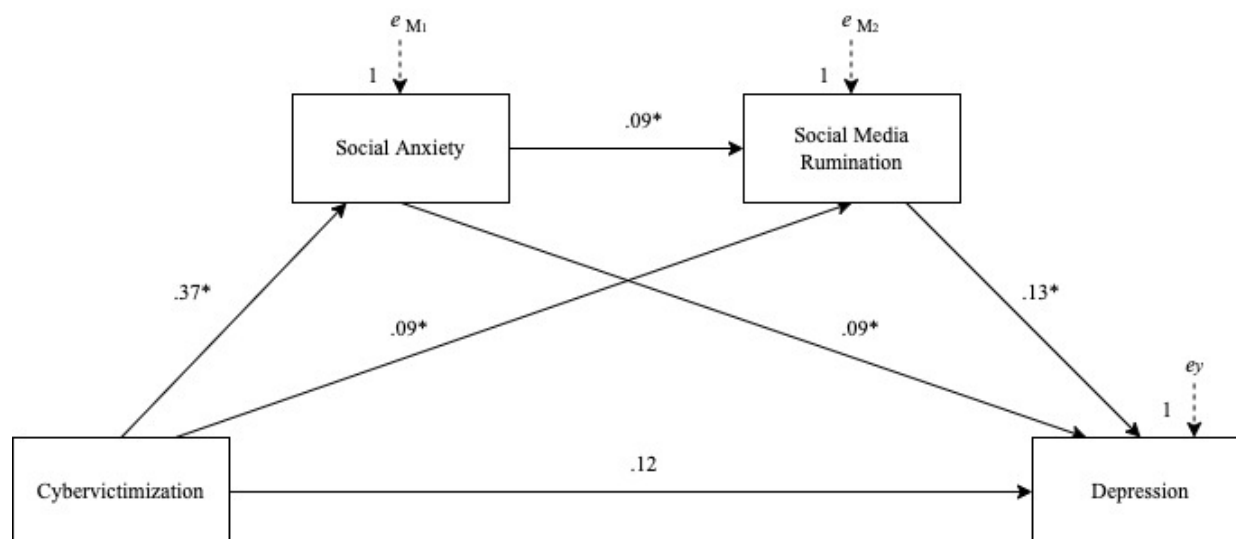 e M1
e M2
1
1
Social Anxiety
.09*
Social Media
Rumination
.37*
.09*
.09*
.13*
ey
1
Cybervictimization
.12
Depression